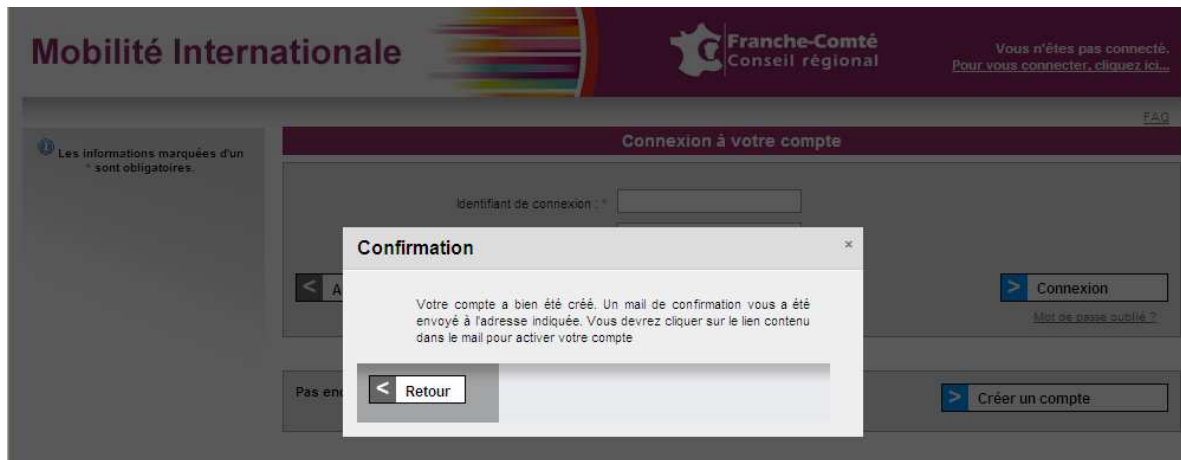 Mobilité Internationale
Franche-Comté
Conseil régional
Vous n'êtes pas connecté.
Pour vous connecter, cliquez ici...
FAQ
Les informations marquées d'un
* sont obligatoires.
Connexion à votre compte
Identifiant de connexion : *
Confirmation
×
Votre compte a bien été créé. Un mail de confirmation vous a été
envoyé à l'adresse indiquée. Vous devrez cliquer sur le lien contenu
dans le mail pour activer votre compte
< A
> Connexion
Mot de passe oublié ?
< Retour
Pas enc
> Créer un compte